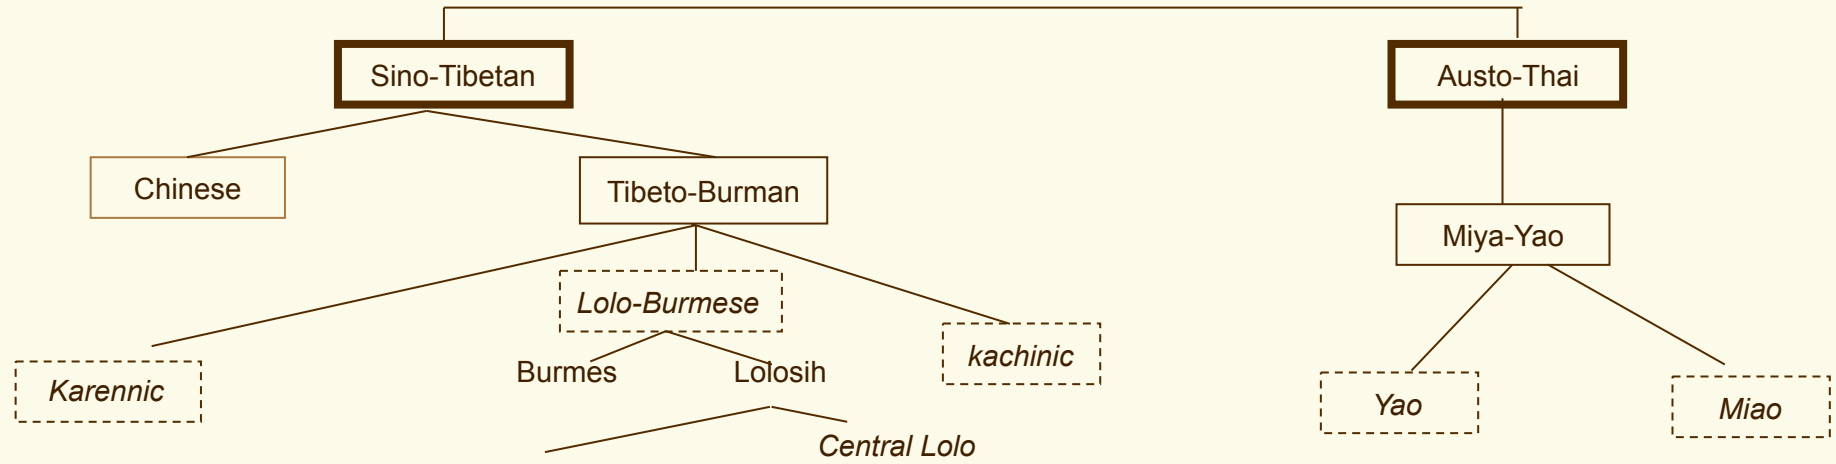 Sino-Tibetan
Austo-Thai
Chinese
Tibeto-Burman
Miya-Yao
Lolo-Burmese
kachinic
Burmes
Lolosih
Karennic
Yao
Miao
Central Lolo